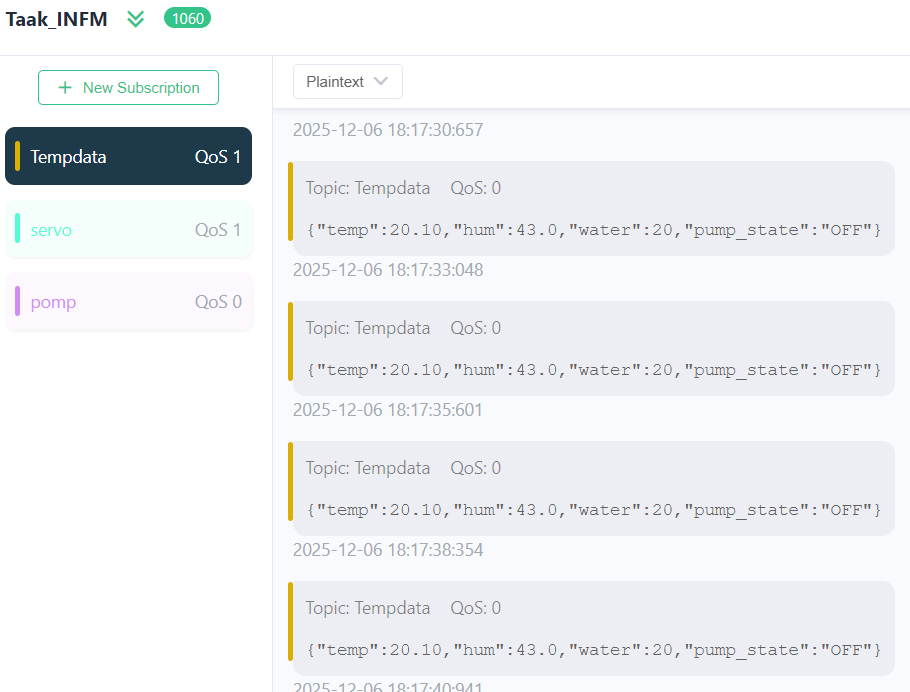 Taak_INFM 1060
+ New Subscription
Tempdata QoS 1
servo QoS 1
pomp QoS 0
Plaintext
2025-12-06 18:17:30:657
Topic: Tempdata QoS: 0
{"temp":20.10,"hum":43.0,"water":20,"pump_state":"OFF"}
2025-12-06 18:17:33:048
Topic: Tempdata QoS: 0
{"temp":20.10,"hum":43.0,"water":20,"pump_state":"OFF"}
2025-12-06 18:17:35:601
Topic: Tempdata QoS: 0
{"temp":20.10,"hum":43.0,"water":20,"pump_state":"OFF"}
2025-12-06 18:17:38:354
Topic: Tempdata QoS: 0
{"temp":20.10,"hum":43.0,"water":20,"pump_state":"OFF"}
2025-12-06 18:17:40:941